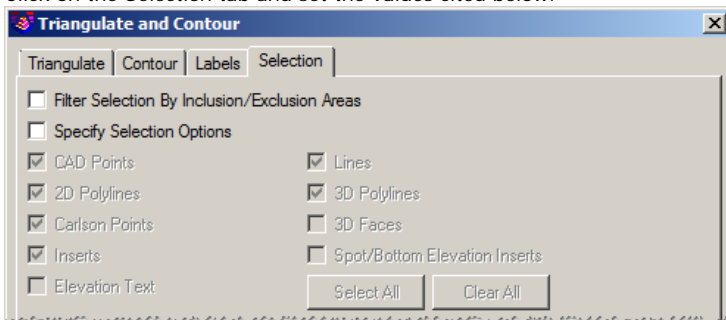 Click on the Selection tab and set the values cited below:
Triangulate and Contour
Triangulate Contour Labels Selection
Filter Selection By Inclusion/Exclusion Areas
Specify Selection Options
CAD Points Lines
2D Polylines 3D Polylines
Carlson Points 3D Faces
Inserts Spot/Bottom Elevation Inserts
Elevation Text Select All Clear All